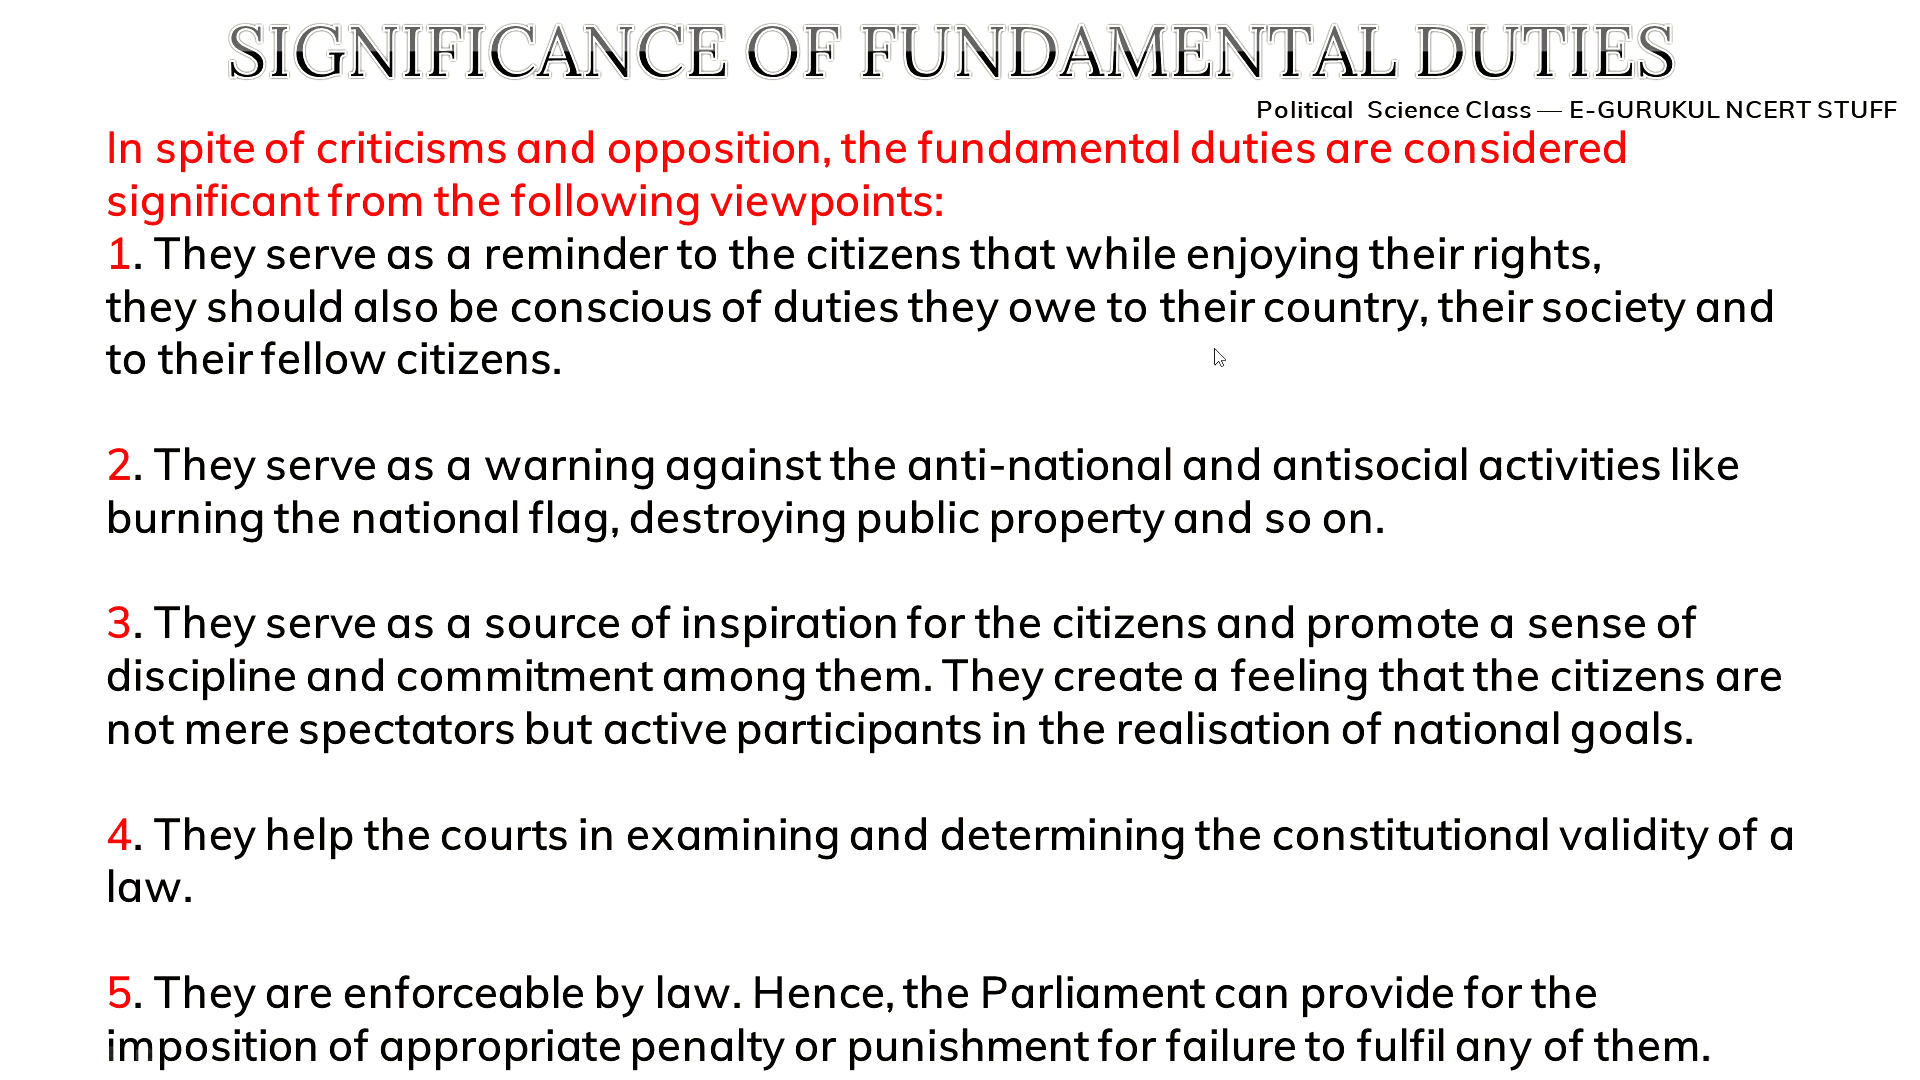 SIGNIFICANCE OF FUNDAMENTAL DUTIES
Political Science Class — E-GURUKUL NCERT STUFF
In spite of criticisms and opposition, the fundamental duties are considered
significant from the following viewpoints:
1. They serve as a reminder to the citizens that while enjoying their rights,
they should also be conscious of duties they owe to their country, their society and
to their fellow citizens.
2. They serve as a warning against the anti-national and antisocial activities like
burning the national flag, destroying public property and so on.
3. They serve as a source of inspiration for the citizens and promote a sense of
discipline and commitment among them. They create a feeling that the citizens are
not mere spectators but active participants in the realisation of national goals.
4. They help the courts in examining and determining the constitutional validity of a
law.
5. They are enforceable by law. Hence, the Parliament can provide for the
imposition of appropriate penalty or punishment for failure to fulfil any of them.